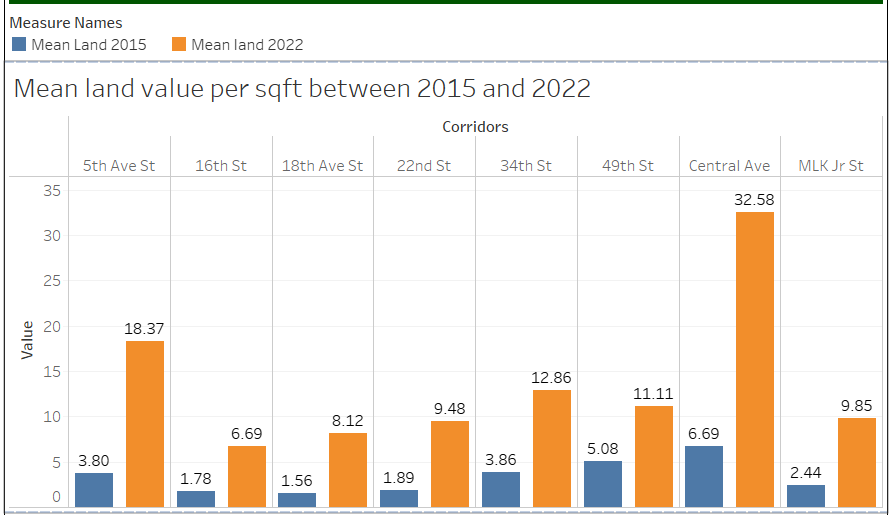 Measure Names
Mean Land 2015 Mean land 2022
Mean land value per sqft between 2015 and 2022
Corridors
5th Ave St 16th St 18th Ave St 22nd St 34th St 49th St Central Ave MLK Jr St
Value
35
30
25
20
15
10
5
0
3.80 18.37
1.78 6.69
1.56 8.12
1.89 9.48
3.86 12.86
5.08 11.11
6.69 32.58
2.44 9.85